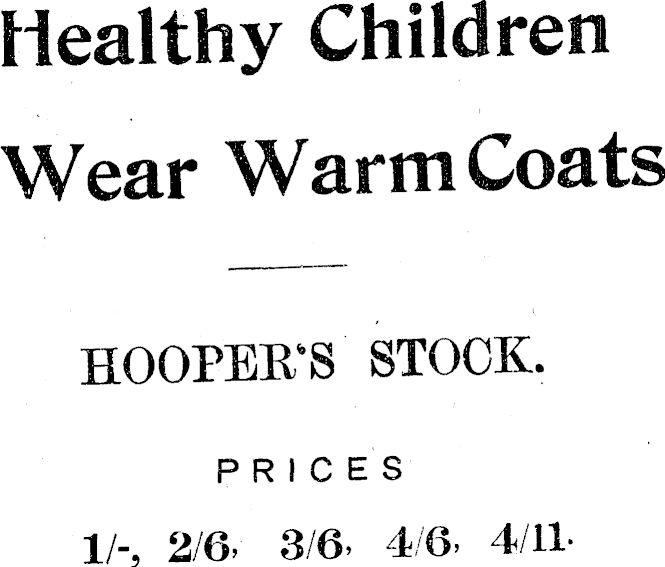 Healthy Children
Wear Warm Coats
HOOPER'S STOCK.
PRICES
1/-, 2/6, 3/6, 4/6, 4/11.